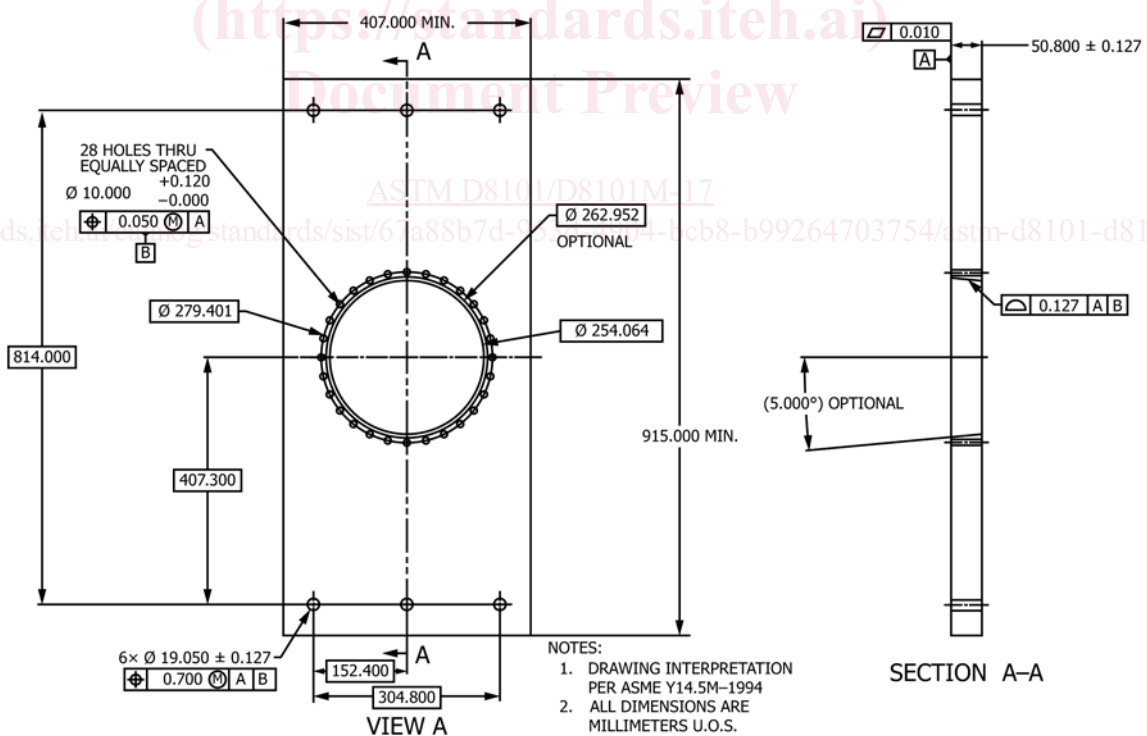 (https://standards.iteh.ai)
407.000 MIN.
▱ 0.010
A
50.800 ± 0.127
A
Document Preview
28 HOLES THRU
EQUALLY SPACED
Ø 10.000 +0.120
−0.000
⌖ 0.050 Ⓜ A
B
ASTM D8101/D8101M-17
Ø 262.952
OPTIONAL
Ø 279.401
Ø 254.064
⌓ 0.127 A B
814.000
(5.000°) OPTIONAL
915.000 MIN.
407.300
6× Ø 19.050 ± 0.127
⌖ 0.700 Ⓜ A B
A
152.400
304.800
VIEW A
NOTES:
1. DRAWING INTERPRETATION
PER ASME Y14.5M–1994
2. ALL DIMENSIONS ARE
MILLIMETERS U.O.S.
SECTION A–A